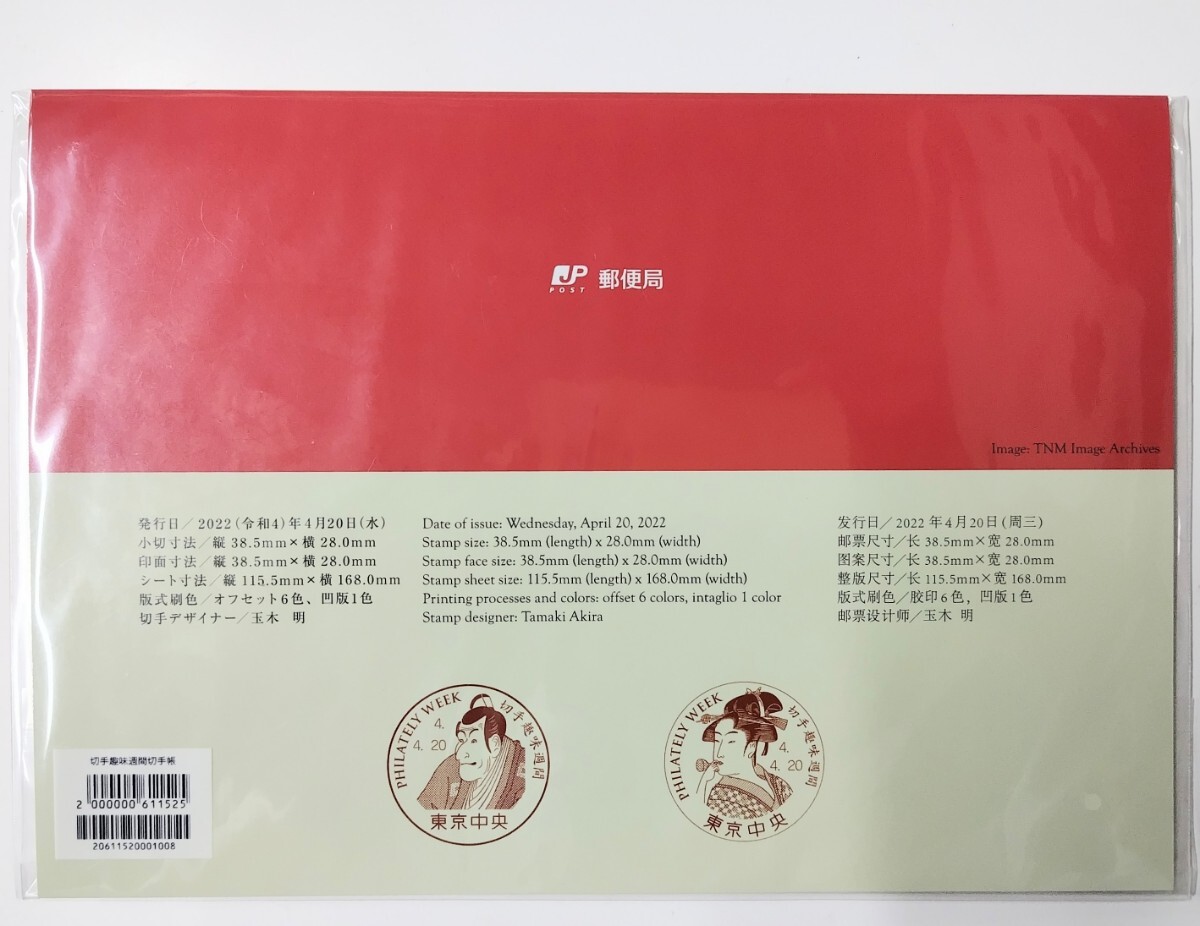 JP
POST
郵便局
Image: TNM Image Archives
発行日／2022(令和4)年4月20日(水)
小切寸法／縦 38.5mm×横 28.0mm
印面寸法／縦 38.5mm×横 28.0mm
シート寸法／縦 115.5mm×横 168.0mm
版式刷色／オフセット6色、凹版1色
切手デザイナー／玉木　明
Date of issue: Wednesday, April 20, 2022
Stamp size: 38.5mm (length) x 28.0mm (width)
Stamp face size: 38.5mm (length) x 28.0mm (width)
Stamp sheet size: 115.5mm (length) x 168.0mm (width)
Printing processes and colors: offset 6 colors, intaglio 1 color
Stamp designer: Tamaki Akira
发行日／2022 年4月20日(周三)
邮票尺寸／长 38.5mm×宽 28.0mm
图案尺寸／长 38.5mm×宽 28.0mm
整版尺寸／长 115.5mm×宽 168.0mm
版式刷色／胶印6色，凹版1色
邮票设计师／玉木 明
PHILATELY WEEK
切手趣味週間
4.
4. 20
東京中央
PHILATELY WEEK
切手趣味週間
4.
4. 20
東京中央
切手趣味週間切手帳
2 000000 611525
20611520001008